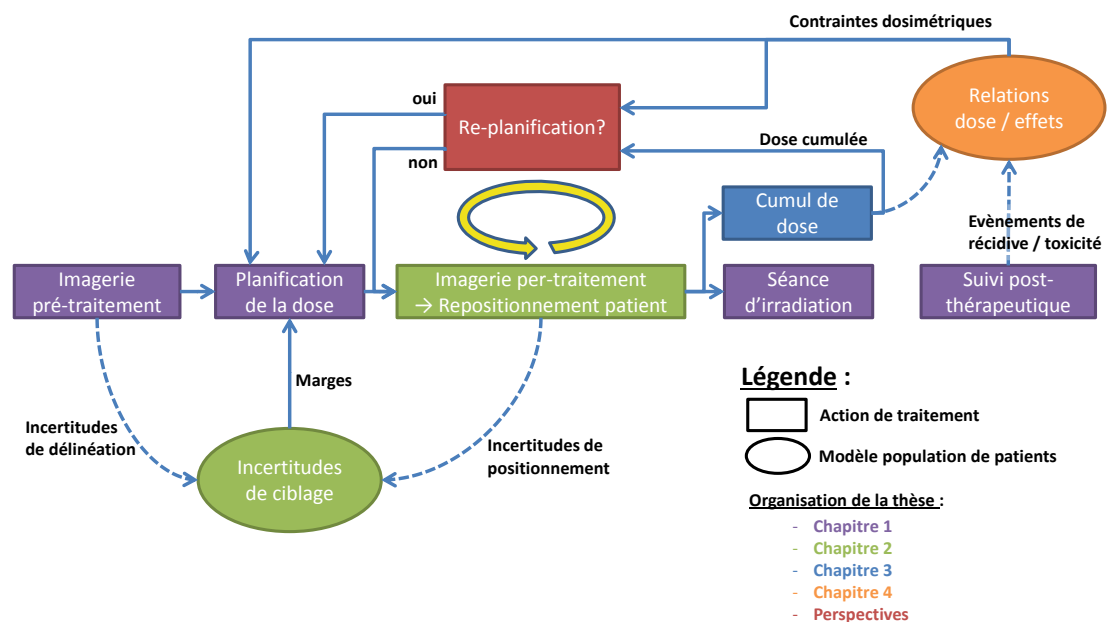 Contraintes dosimétriques
oui
Re-planification?
non
Relations
dose / effets
Dose cumulée
Cumul de
dose
Evènements de
récidive / toxicité
Imagerie
pré-traitement
Planification
de la dose
Imagerie per-traitement
→ Repositionnement patient
Séance
d’irradiation
Suivi post-
thérapeutique
Marges
Incertitudes
de délinéation
Incertitudes
de ciblage
Incertitudes de
positionnement
Légende :
Action de traitement
Modèle population de patients
Organisation de la thèse :
- Chapitre 1
- Chapitre 2
- Chapitre 3
- Chapitre 4
- Perspectives